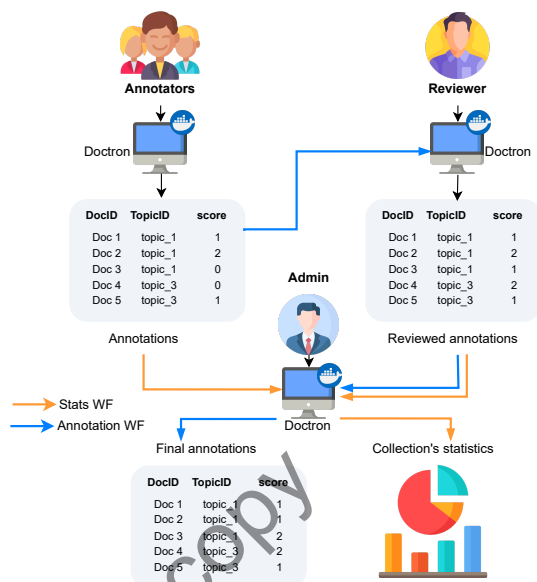 Annotators
Reviewer
Doctron
Doctron
DocID TopicID score
Doc 1 topic_1 1
Doc 2 topic_1 2
Doc 3 topic_1 0
Doc 4 topic_3 0
Doc 5 topic_3 1
DocID TopicID score
Doc 1 topic_1 1
Doc 2 topic_1 2
Doc 3 topic_1 1
Doc 4 topic_3 2
Doc 5 topic_3 1
Admin
Annotations
Reviewed annotations
Stats WF
Annotation WF
Doctron
Final annotations
Collection's statistics
DocID TopicID score
Doc 1 topic_1 1
Doc 2 topic_1 1
Doc 3 topic_1 2
Doc 4 topic_3 2
Doc 5 topic_3 1
copy